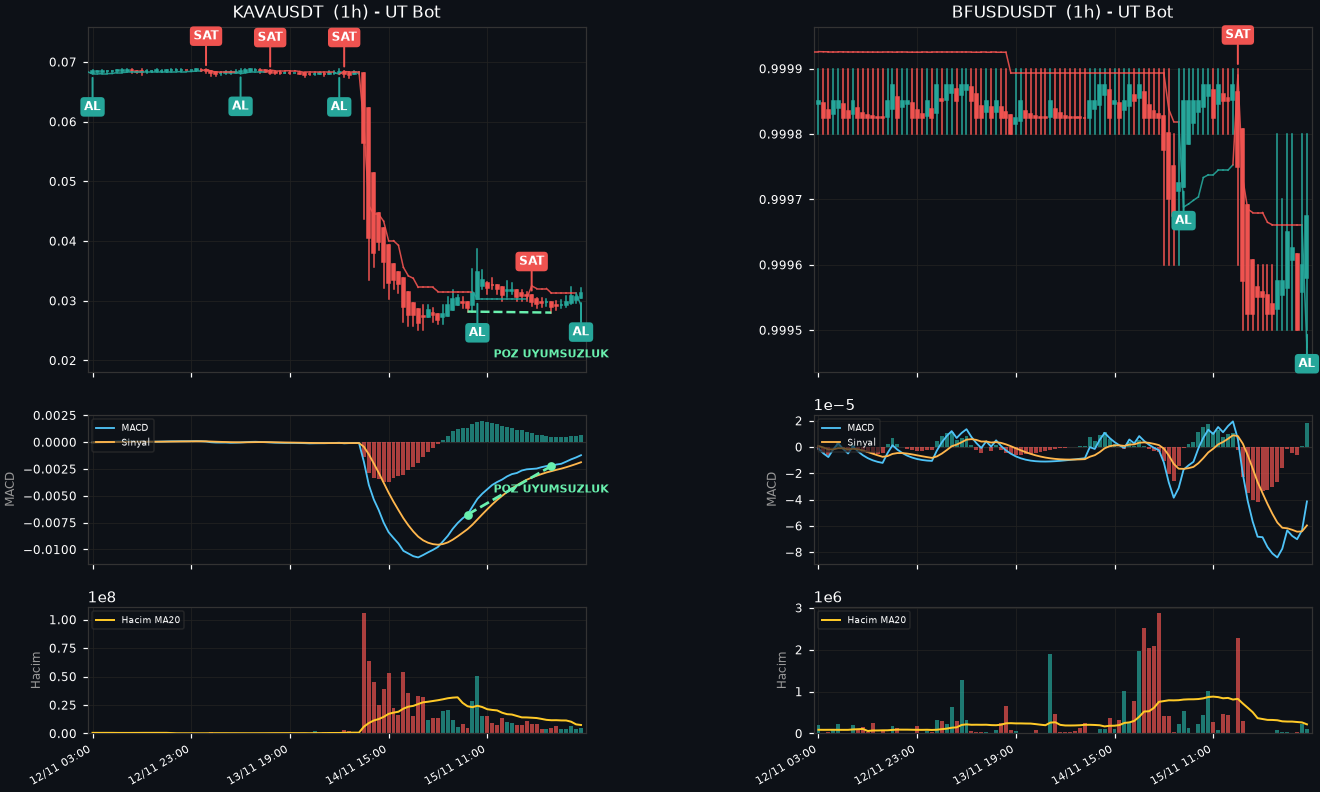 KAVAUSDT (1h) - UT Bot
SAT
SAT
SAT
0.07
AL
AL
AL
0.06
0.05
0.04
SAT
0.03
AL
AL
POZ UYUMSUZLUK
0.02
0.0025
MACD
0.0000
Sinyal
−0.0025
MACD
POZ UYUMSUZLUK
−0.0050
−0.0075
−0.0100
1e8
Hacim MA20
1.00
0.75
Hacim
0.50
0.25
0.00
12/11 03:00
12/11 23:00
13/11 19:00
14/11 15:00
15/11 11:00
BFUSDUSDT (1h) - UT Bot
SAT
0.9999
0.9998
0.9997
AL
0.9996
0.9995
AL
1e−5
2
MACD
0
Sinyal
−2
MACD
−4
−6
−8
1e6
3
Hacim MA20
2
Hacim
1
0
12/11 03:00
12/11 23:00
13/11 19:00
14/11 15:00
15/11 11:00